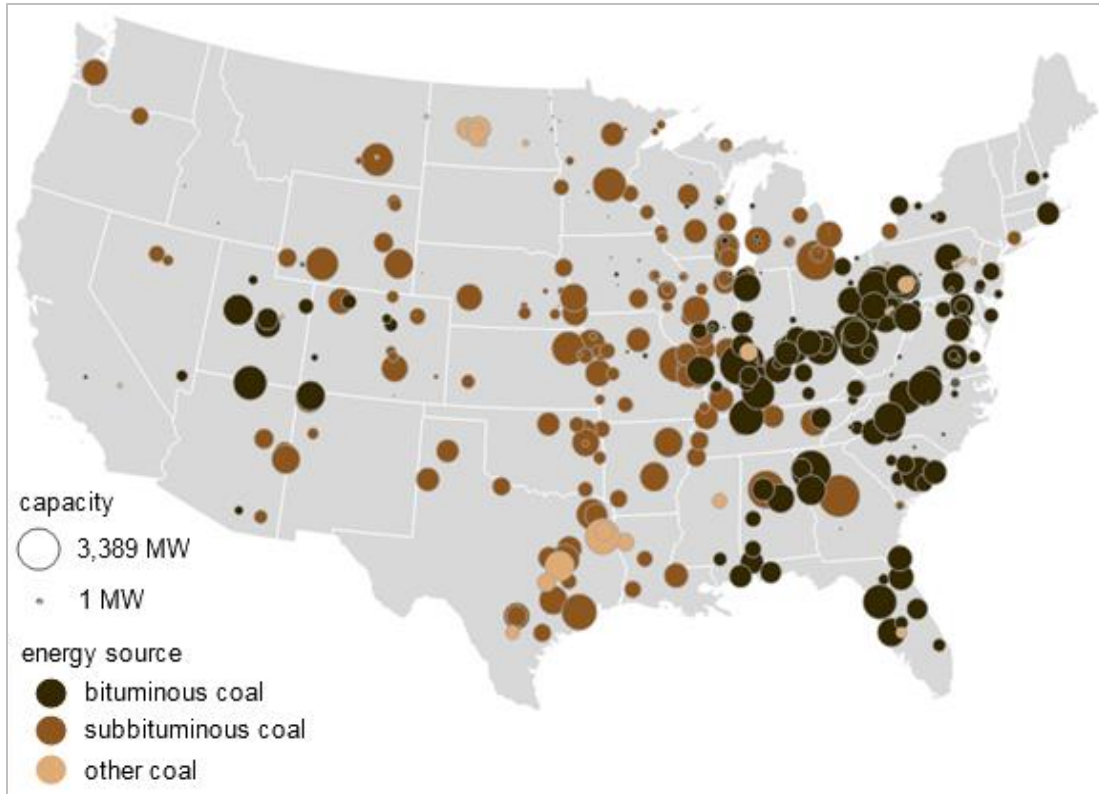 capacity
3,389 MW
1 MW
energy source
bituminous coal
subbituminous coal
other coal